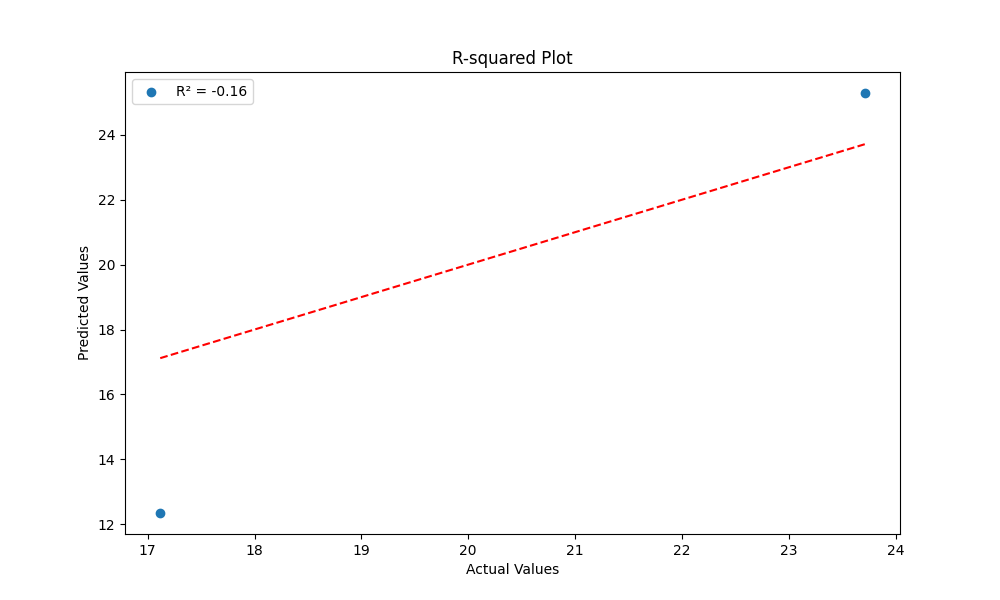 R-squared Plot
R² = -0.16
24
22
20
18
16
14
12
Predicted Values
17 18 19 20 21 22 23 24
Actual Values